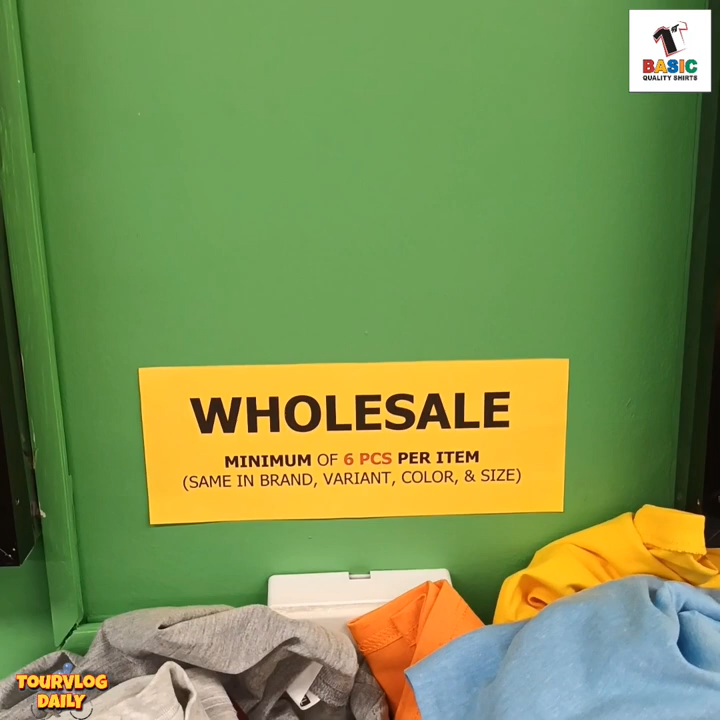 BASIC
QUALITY SHIRTS
WHOLESALE
MINIMUM OF 6 PCS PER ITEM
(SAME IN BRAND, VARIANT, COLOR, & SIZE)
TOURVLOG
DAILY